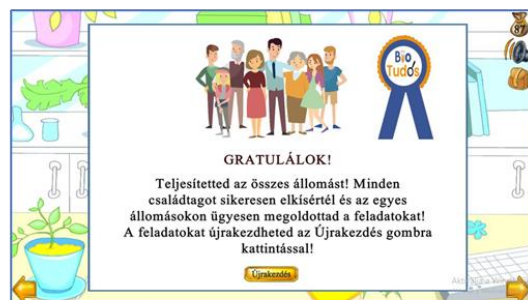 87
Bio
Tudós
GRATULÁLOK!
Teljesítetted az összes állomást! Minden
családtagot sikeresen elkísértél és az egyes
állomásokon ügyesen megoldottad a feladatokat!
A feladatokat újrakezdheted az Újrakezdés gombra
kattintással!
Újrakezdés